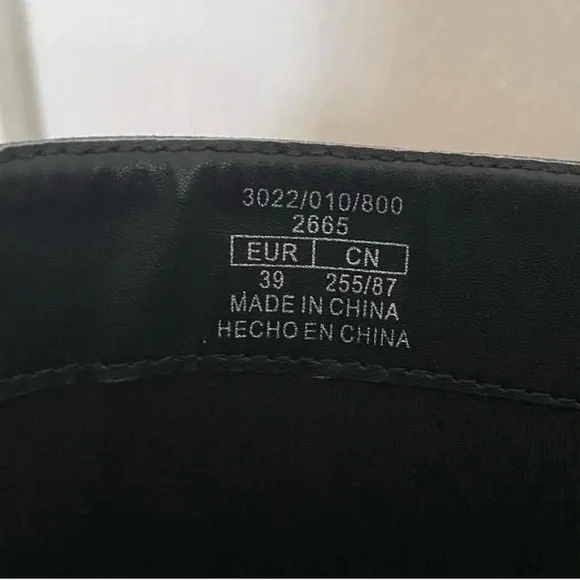 3022/010/800
2665
EUR CN
39 255/87
MADE IN CHINA
HECHO EN CHINA